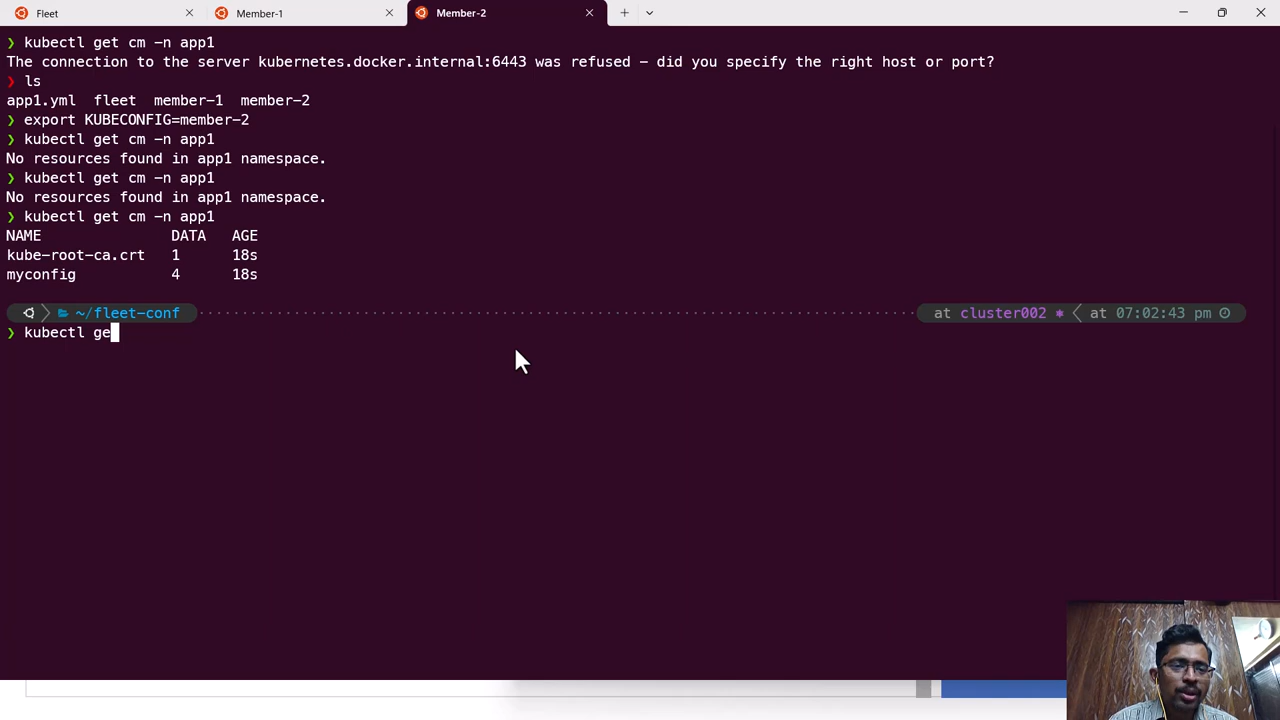 Fleet
Member-1
Member-2
❯ kubectl get cm -n app1
The connection to the server kubernetes.docker.internal:6443 was refused - did you specify the right host or port?
❯ ls
app1.yml fleet member-1 member-2
❯ export KUBECONFIG=member-2
❯ kubectl get cm -n app1
No resources found in app1 namespace.
❯ kubectl get cm -n app1
No resources found in app1 namespace.
❯ kubectl get cm -n app1
NAME DATA AGE
kube-root-ca.crt 1 18s
myconfig 4 18s
~/fleet-conf at cluster002 at 07:02:43 pm
❯ kubectl ge